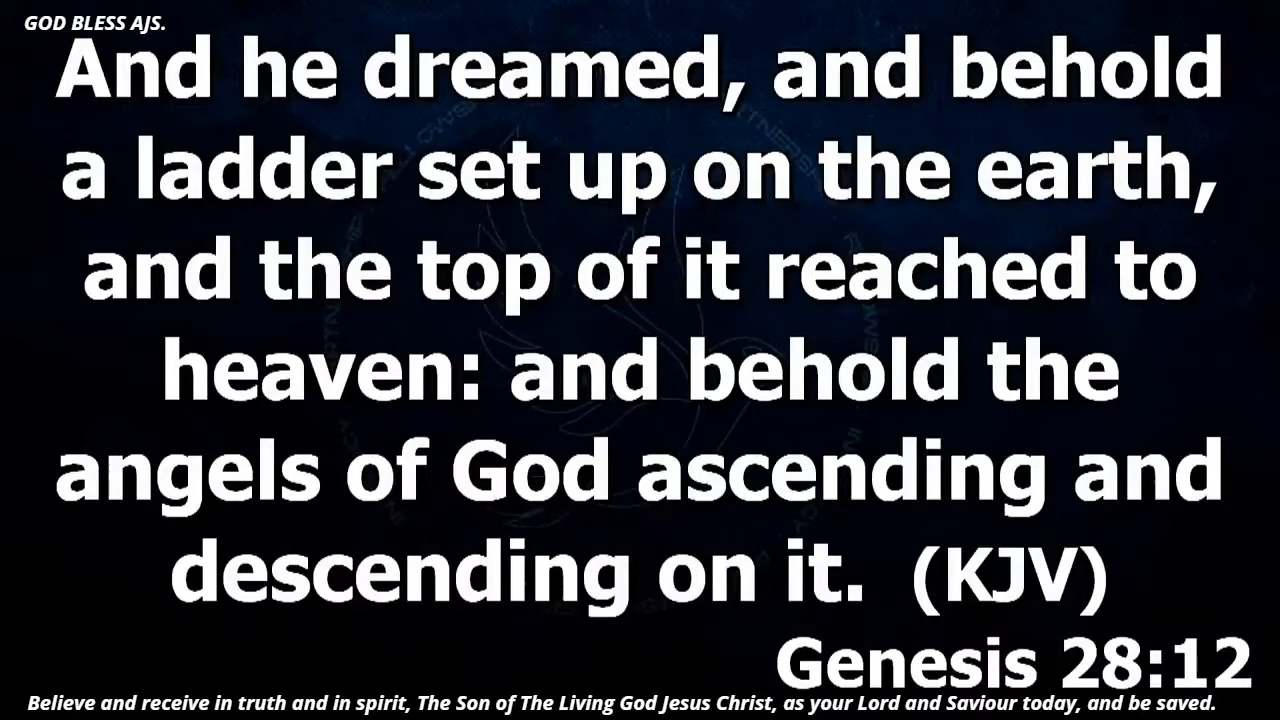 GOD BLESS AJS.
And he dreamed, and behold
a ladder set up on the earth,
and the top of it reached to
heaven: and behold the
angels of God ascending and
descending on it.  (KJV)
Genesis 28:12
Believe and receive in truth and in spirit, The Son of The Living God Jesus Christ, as your Lord and Saviour today, and be saved.